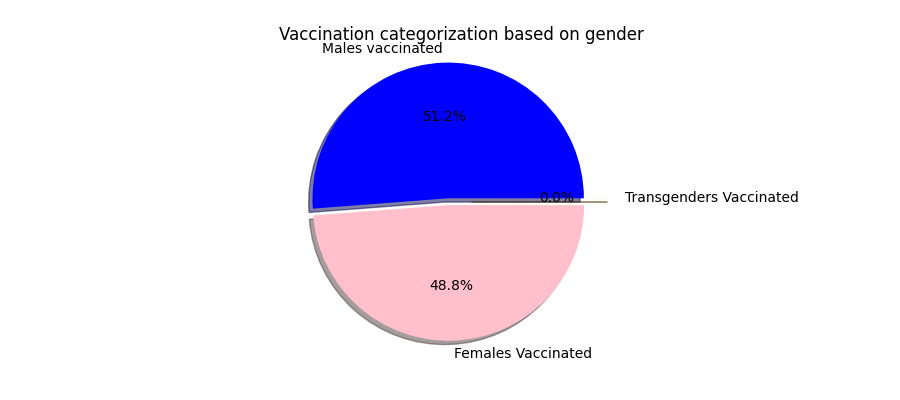 Vaccination categorization based on gender
Males vaccinated
51.2%
0.0%
Transgenders Vaccinated
48.8%
Females Vaccinated